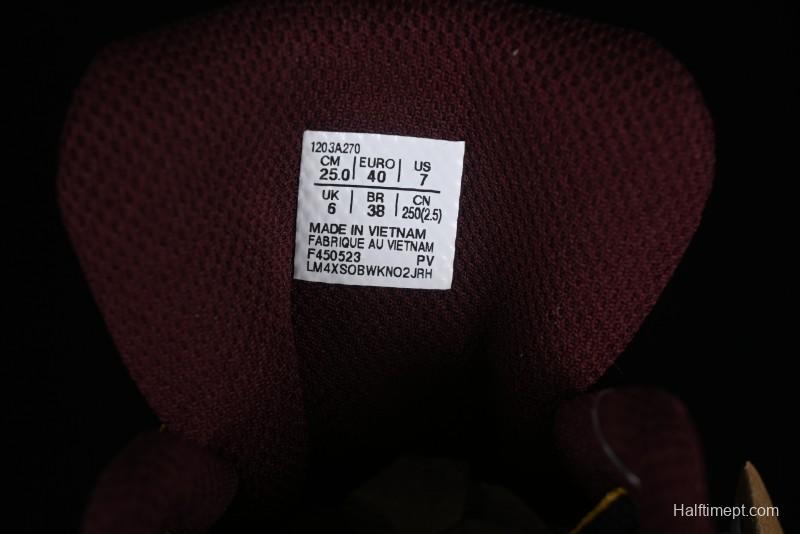 1203A270
CM | EURO | US
25.0 | 40 | 7
UK | BR | CN
6 | 38 | 250(2.5)
MADE IN VIETNAM
FABRIQUE AU VIETNAM
F450523 PV
LM4XSOBWKNO2JRH
Halftimept.com